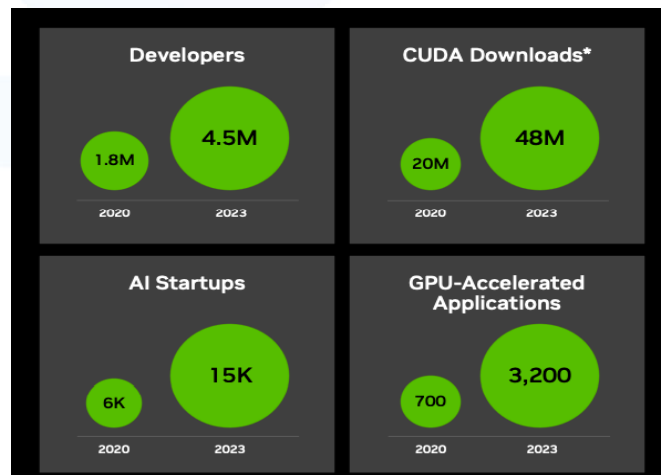 Developers
1.8M
4.5M
2020
2023
CUDA Downloads*
20M
48M
2020
2023
AI Startups
6K
15K
2020
2023
GPU-Accelerated
Applications
700
3,200
2020
2023